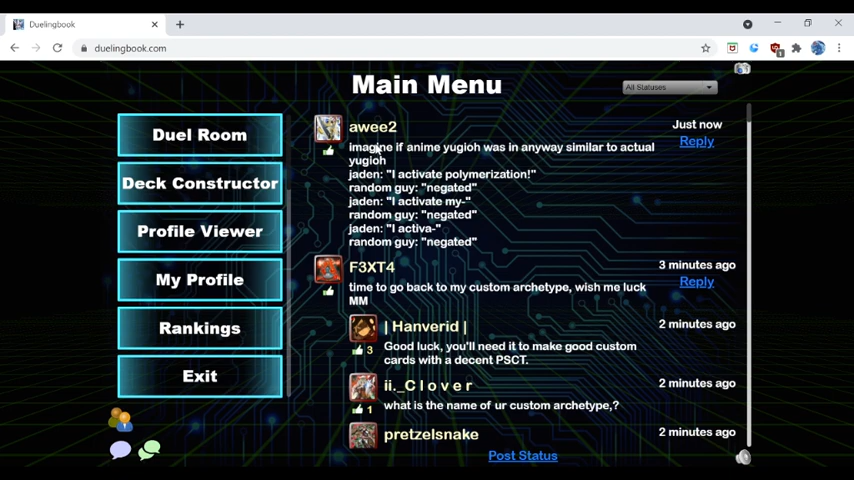 Duelingbook
duelingbook.com
1
Main Menu
All Statuses
Duel Room
Deck Constructor
Profile Viewer
My Profile
Rankings
Exit
awee2
Just now
imagine if anime yugioh was in anyway similar to actual
yugioh
jaden: "I activate polymerization!"
random guy: "negated"
jaden: "I activate my-"
random guy: "negated"
jaden: "I activa-"
random guy: "negated"
Reply
F3XT4
3 minutes ago
time to go back to my custom archetype, wish me luck
MM
Reply
| Hanverid |
2 minutes ago
Good luck, you'll need it to make good custom
cards with a decent PSCT.
3
ii._C l o v e r
2 minutes ago
what is the name of ur custom archetype,?
1
pretzelsnake
2 minutes ago
Post Status